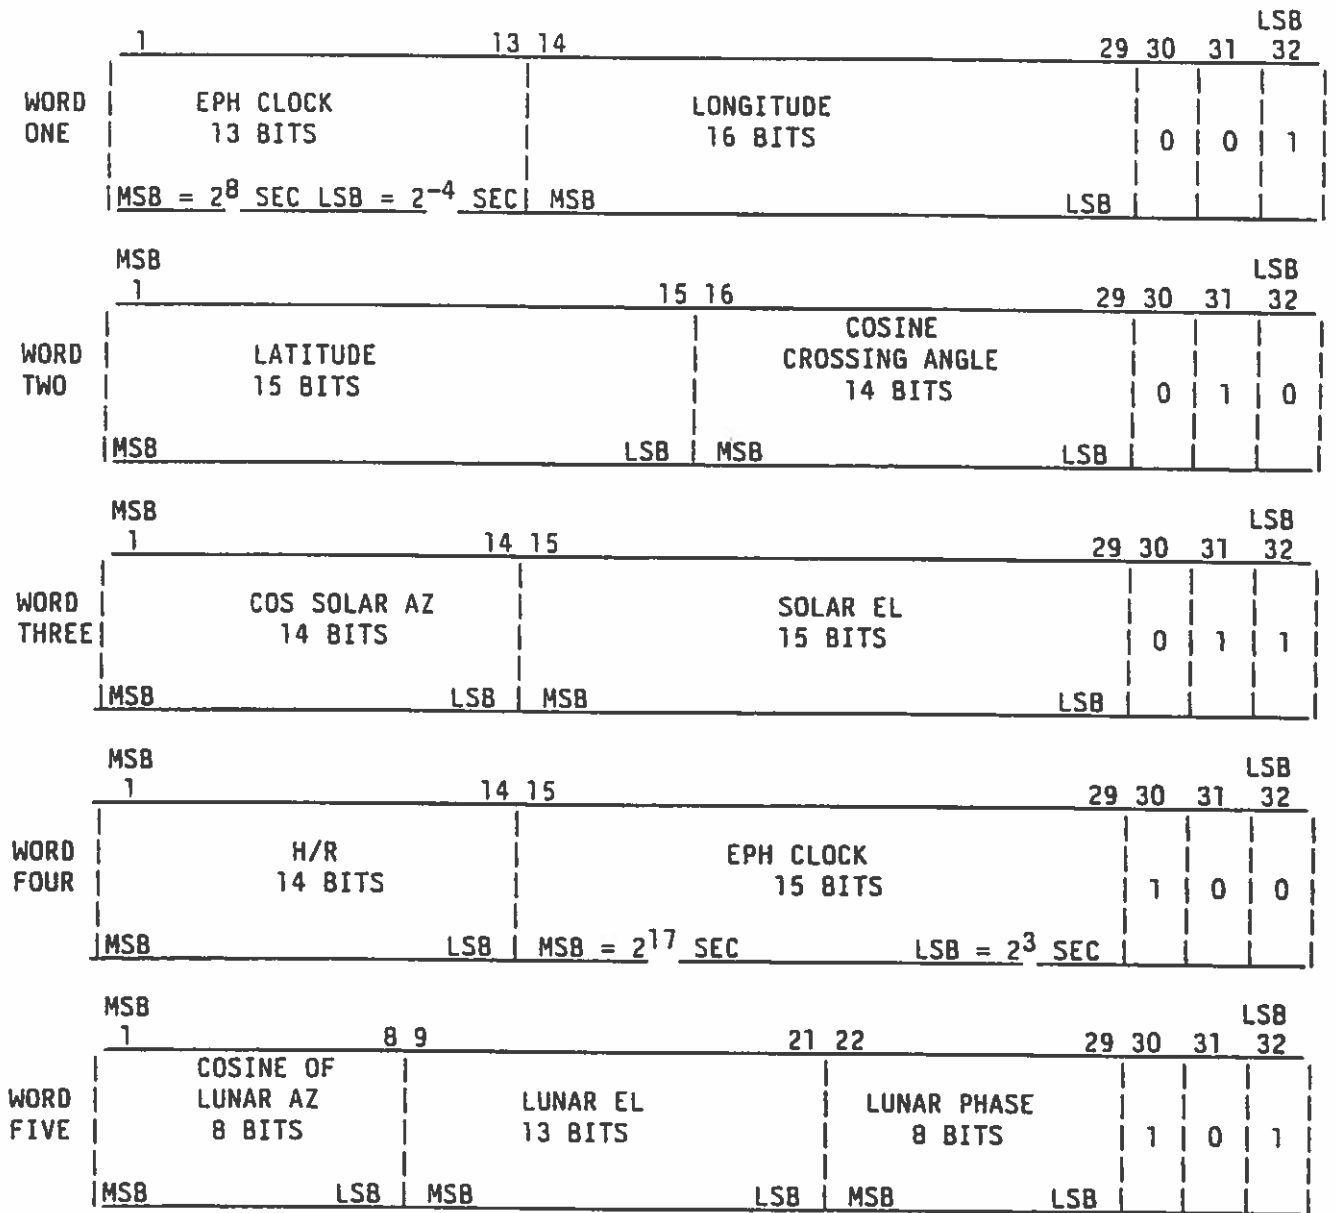 LSB
1 13 14 29 30 31 32
WORD ONE
EPH CLOCK
13 BITS
LONGITUDE
16 BITS
0 0 1
MSB = 2^8 SEC LSB = 2^-4 SEC MSB LSB
MSB LSB
1 15 16 29 30 31 32
WORD TWO
LATITUDE
15 BITS
COSINE
CROSSING ANGLE
14 BITS
0 1 0
MSB LSB MSB LSB
MSB LSB
1 14 15 29 30 31 32
WORD THREE
COS SOLAR AZ
14 BITS
SOLAR EL
15 BITS
0 1 1
MSB LSB MSB LSB
MSB LSB
1 14 15 29 30 31 32
WORD FOUR
H/R
14 BITS
EPH CLOCK
15 BITS
1 0 0
MSB LSB MSB = 2^17 SEC LSB = 2^3 SEC
MSB LSB
1 8 9 21 22 29 30 31 32
WORD FIVE
COSINE OF
LUNAR AZ
8 BITS
LUNAR EL
13 BITS
LUNAR PHASE
8 BITS
1 0 1
MSB LSB MSB LSB MSB LSB